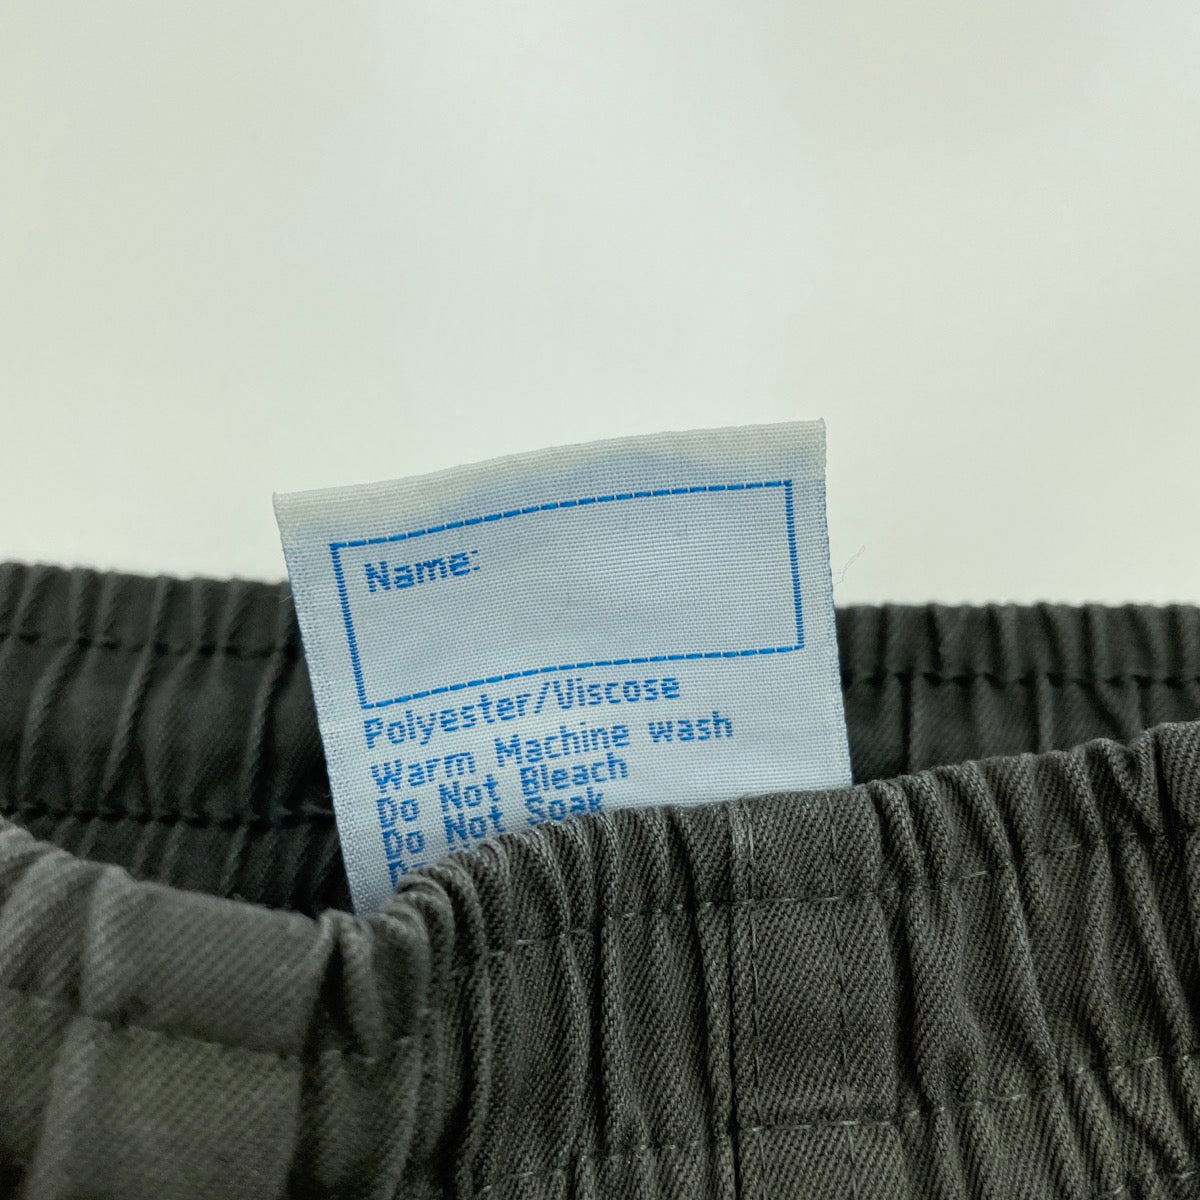 Name:
Polyester/Viscose
Warm Machine wash
Do Not Bleach
Do Not Soak